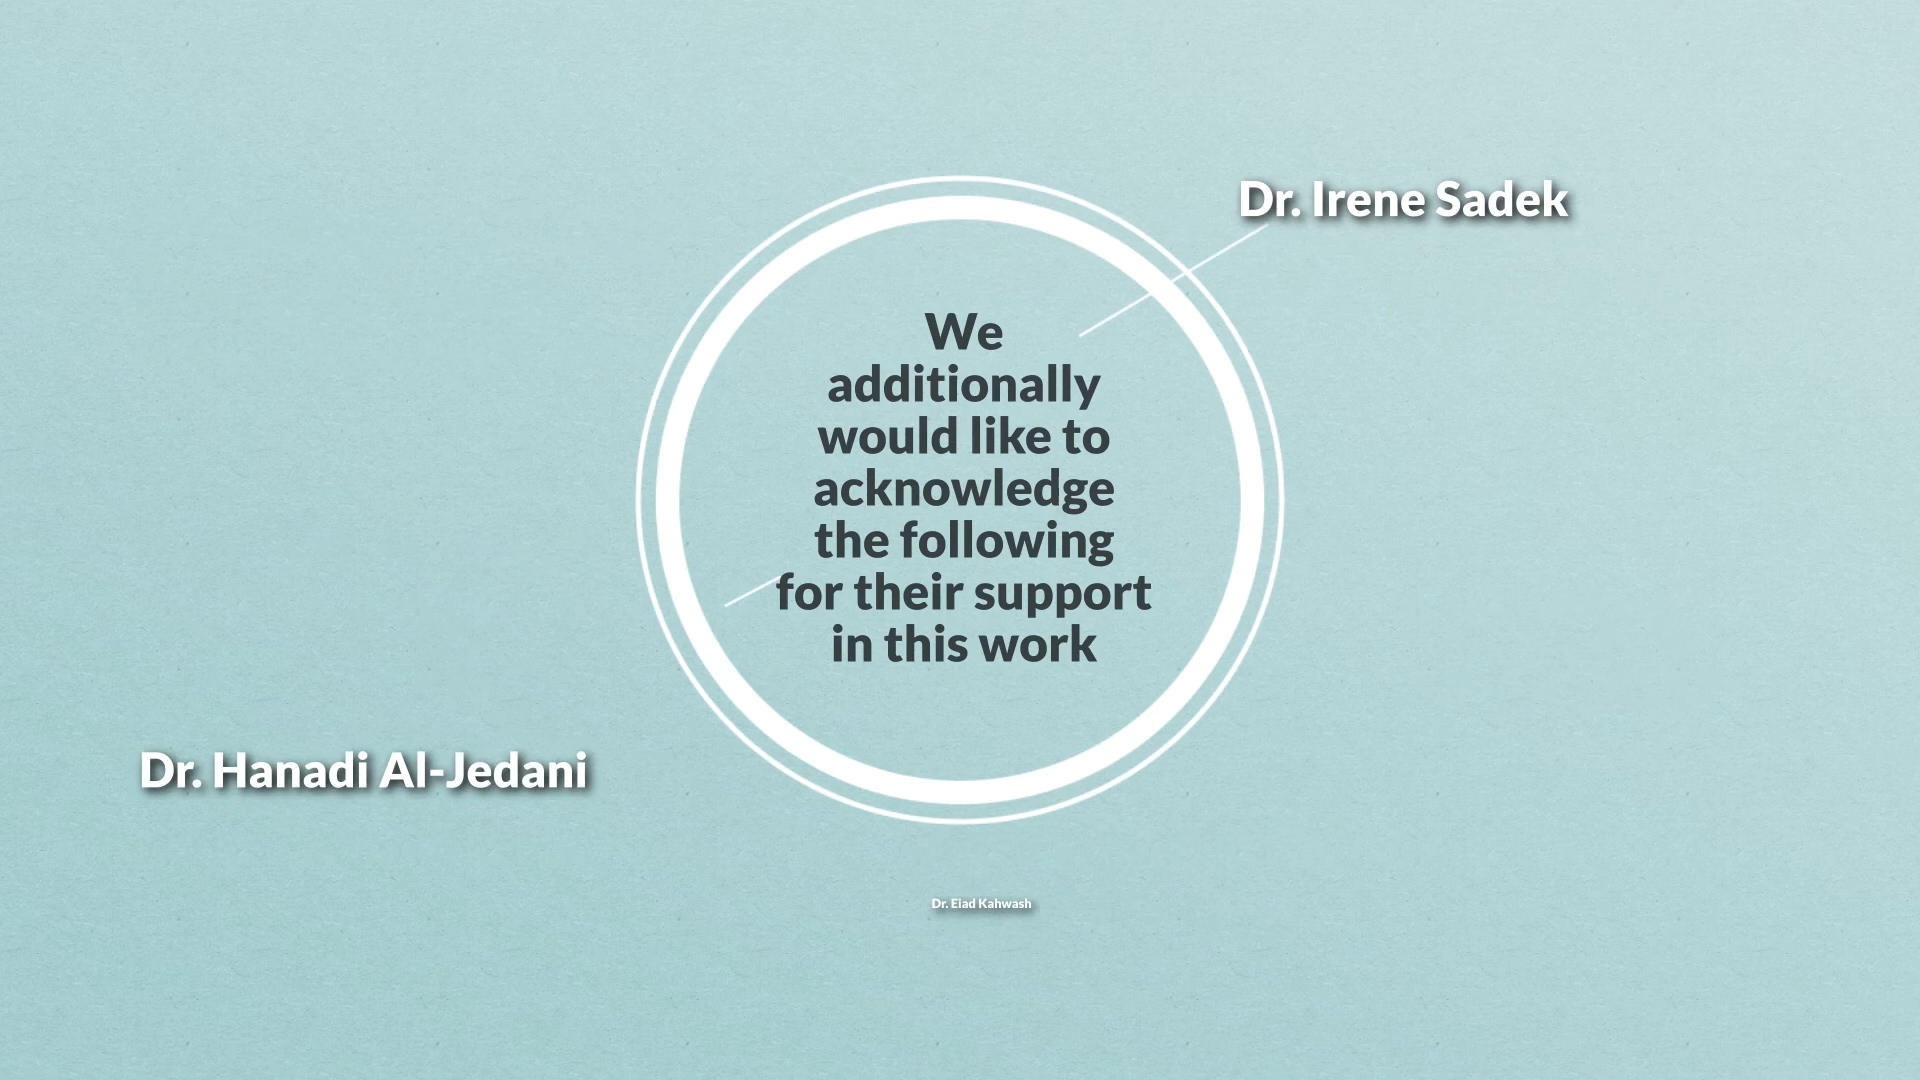 Dr. Irene Sadek
We
additionally
would like to
acknowledge
the following
for their support
in this work
Dr. Hanadi Al-Jedani
Dr. Eiad Kahwash